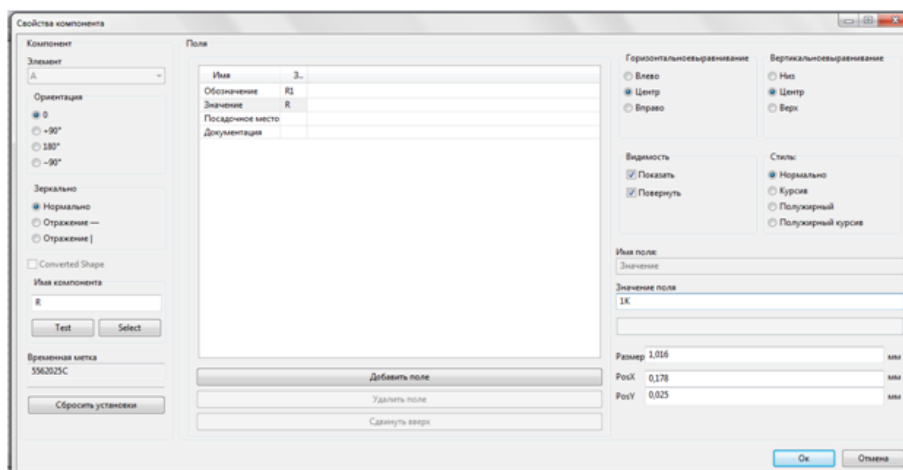 Свойства компонента
Компонент
Элемент
A
Ориентация
0
+90°
180°
-90°
Зеркально
Нормально
Отражение —
Отражение |
Converted Shape
Имя компонента
R
Test
Select
Временная метка
5562025C
Сбросить установки
Поля
Имя З..
Обозначение R1
Значение R
Посадочное место
Документация
Добавить поле
Удалить поле
Сдвинуть вверх
Горизонтальноевыравнивание
Влево
Центр
Вправо
Вертикальноевыравнивание
Низ
Центр
Верх
Видимость
Показать
Повернуть
Стиль:
Нормально
Курсив
Полужирный
Полужирный курсив
Имя поля:
Значение
Значение поля
1K
Размер 1,016 мм
PosX 0,178 мм
PosY 0,025 мм
Ок
Отмена